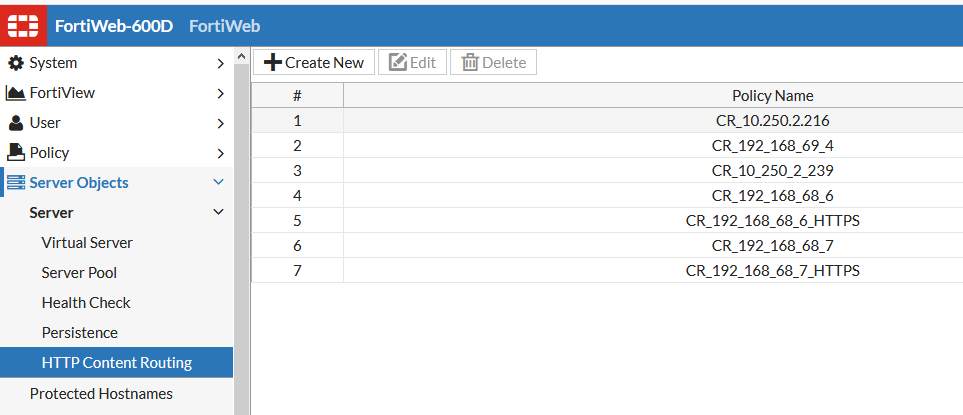 FortiWeb-600D FortiWeb
System
FortiView
User
Policy
Server Objects
Server
Virtual Server
Server Pool
Health Check
Persistence
HTTP Content Routing
Protected Hostnames
Create New Edit Delete
# Policy Name
1 CR_10.250.2.216
2 CR_192_168_69_4
3 CR_10_250_2_239
4 CR_192_168_68_6
5 CR_192_168_68_6_HTTPS
6 CR_192_168_68_7
7 CR_192_168_68_7_HTTPS